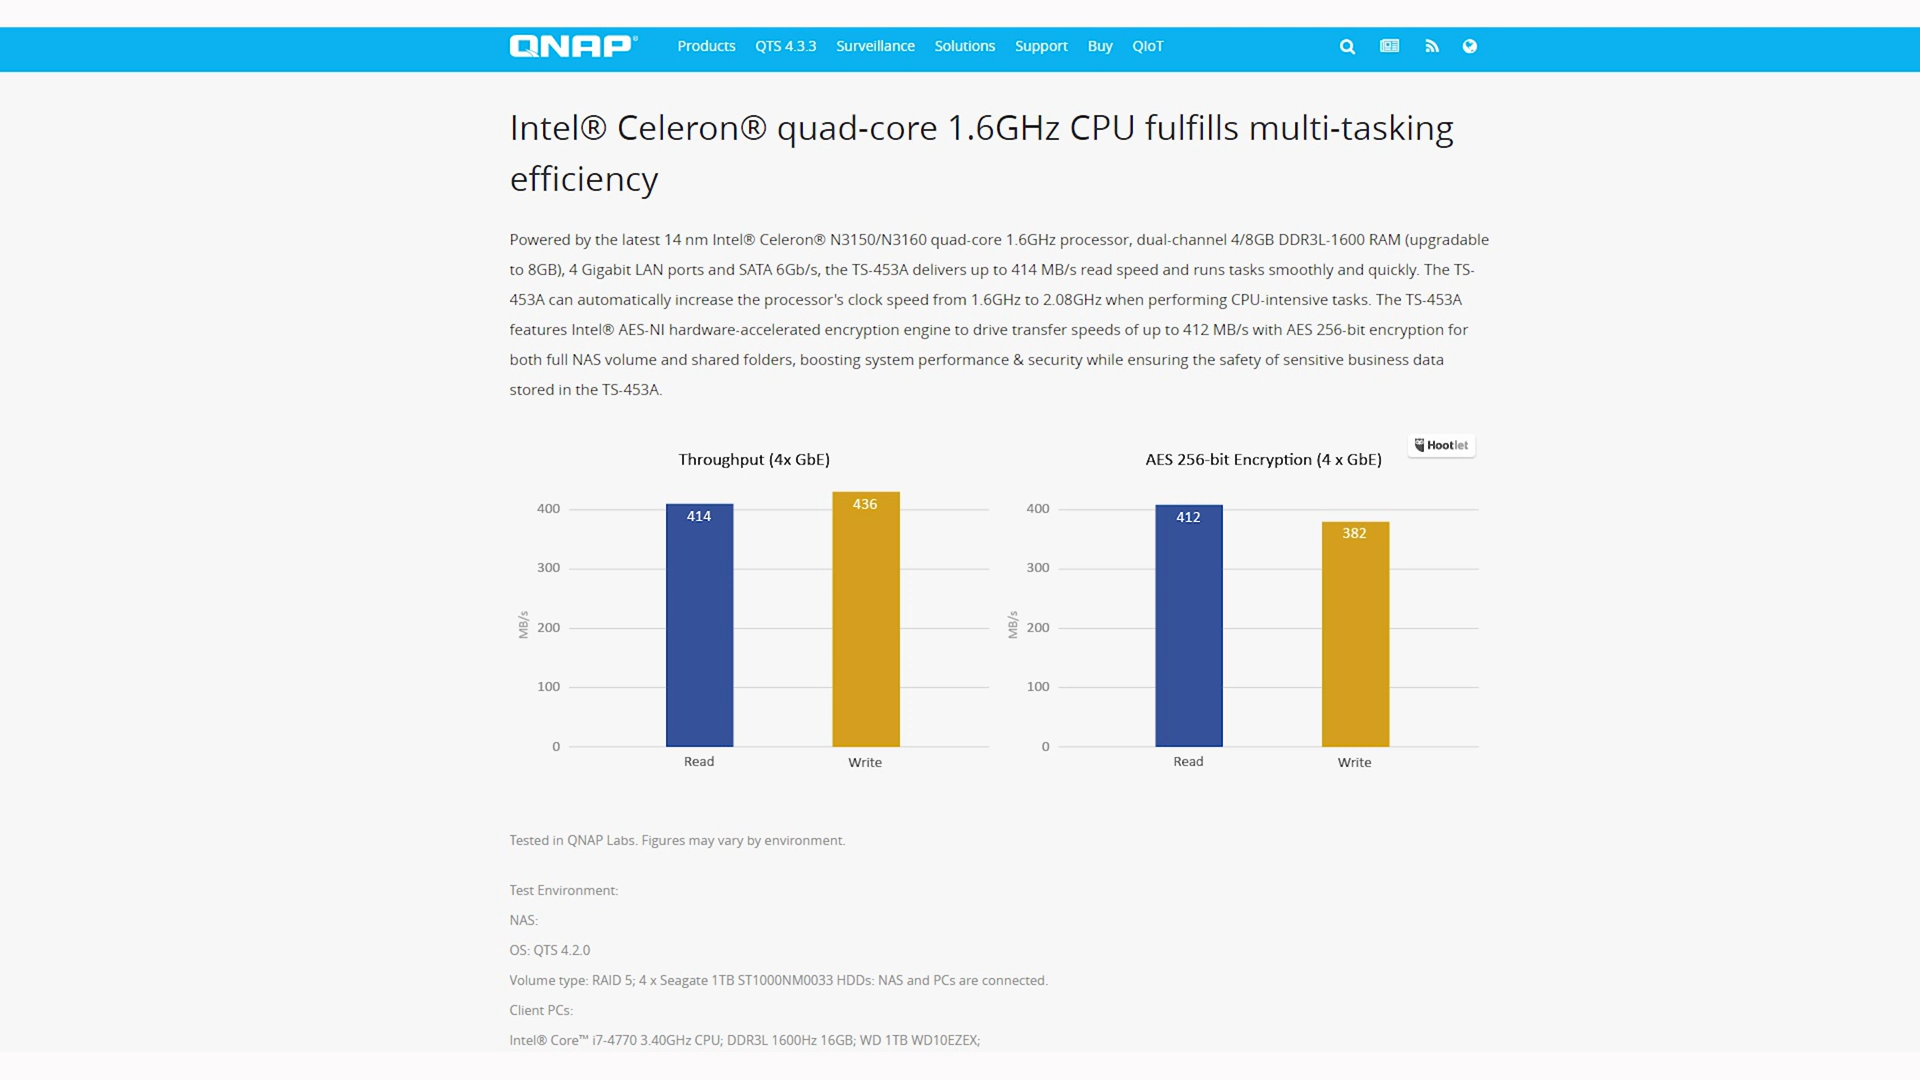 QNAP® Products QTS 4.3.3 Surveillance Solutions Support Buy QIoT
Intel® Celeron® quad-core 1.6GHz CPU fulfills multi-tasking
efficiency
Powered by the latest 14 nm Intel® Celeron® N3150/N3160 quad-core 1.6GHz processor, dual-channel 4/8GB DDR3L-1600 RAM (upgradable
to 8GB), 4 Gigabit LAN ports and SATA 6Gb/s, the TS-453A delivers up to 414 MB/s read speed and runs tasks smoothly and quickly. The TS-
453A can automatically increase the processor's clock speed from 1.6GHz to 2.08GHz when performing CPU-intensive tasks. The TS-453A
features Intel® AES-NI hardware-accelerated encryption engine to drive transfer speeds of up to 412 MB/s with AES 256-bit encryption for
both full NAS volume and shared folders, boosting system performance & security while ensuring the safety of sensitive business data
stored in the TS-453A.
Hootlet
Throughput (4x GbE)
400
300
200
100
0
MB/s
414
436
Read
Write
AES 256-bit Encryption (4 x GbE)
400
300
200
100
0
MB/s
412
382
Read
Write
Tested in QNAP Labs. Figures may vary by environment.
Test Environment:
NAS:
OS: QTS 4.2.0
Volume type: RAID 5; 4 x Seagate 1TB ST1000NM0033 HDDs: NAS and PCs are connected.
Client PCs:
Intel® Core™ i7-4770 3.40GHz CPU; DDR3L 1600Hz 16GB; WD 1TB WD10EZEX;